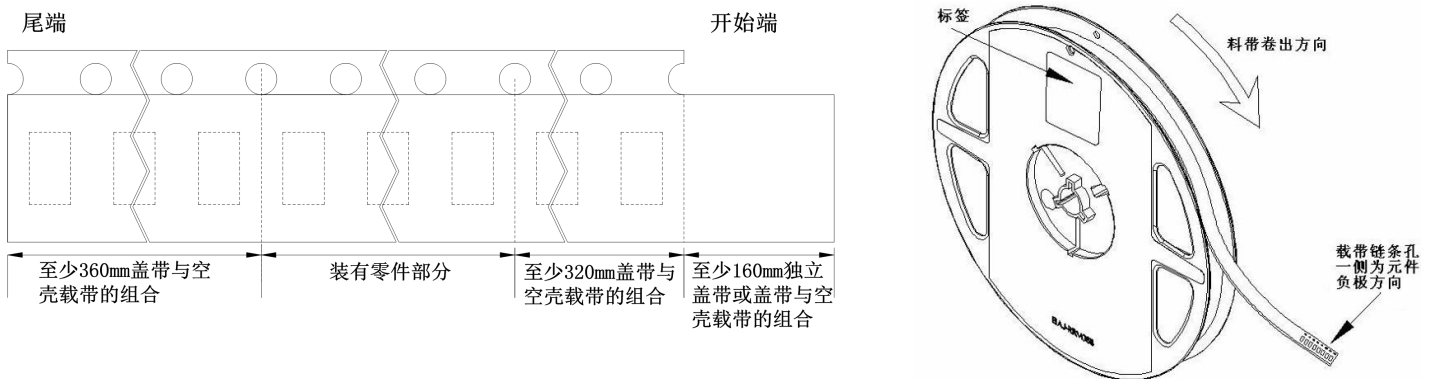 尾端
开始端
至少360mm盖带与空
壳载带的组合
装有零件部分
至少320mm盖带与
空壳载带的组合
至少160mm独立
盖带或盖带与空
壳载带的组合
标签
料带卷出方向
载带链条孔
一侧为元件
负极方向